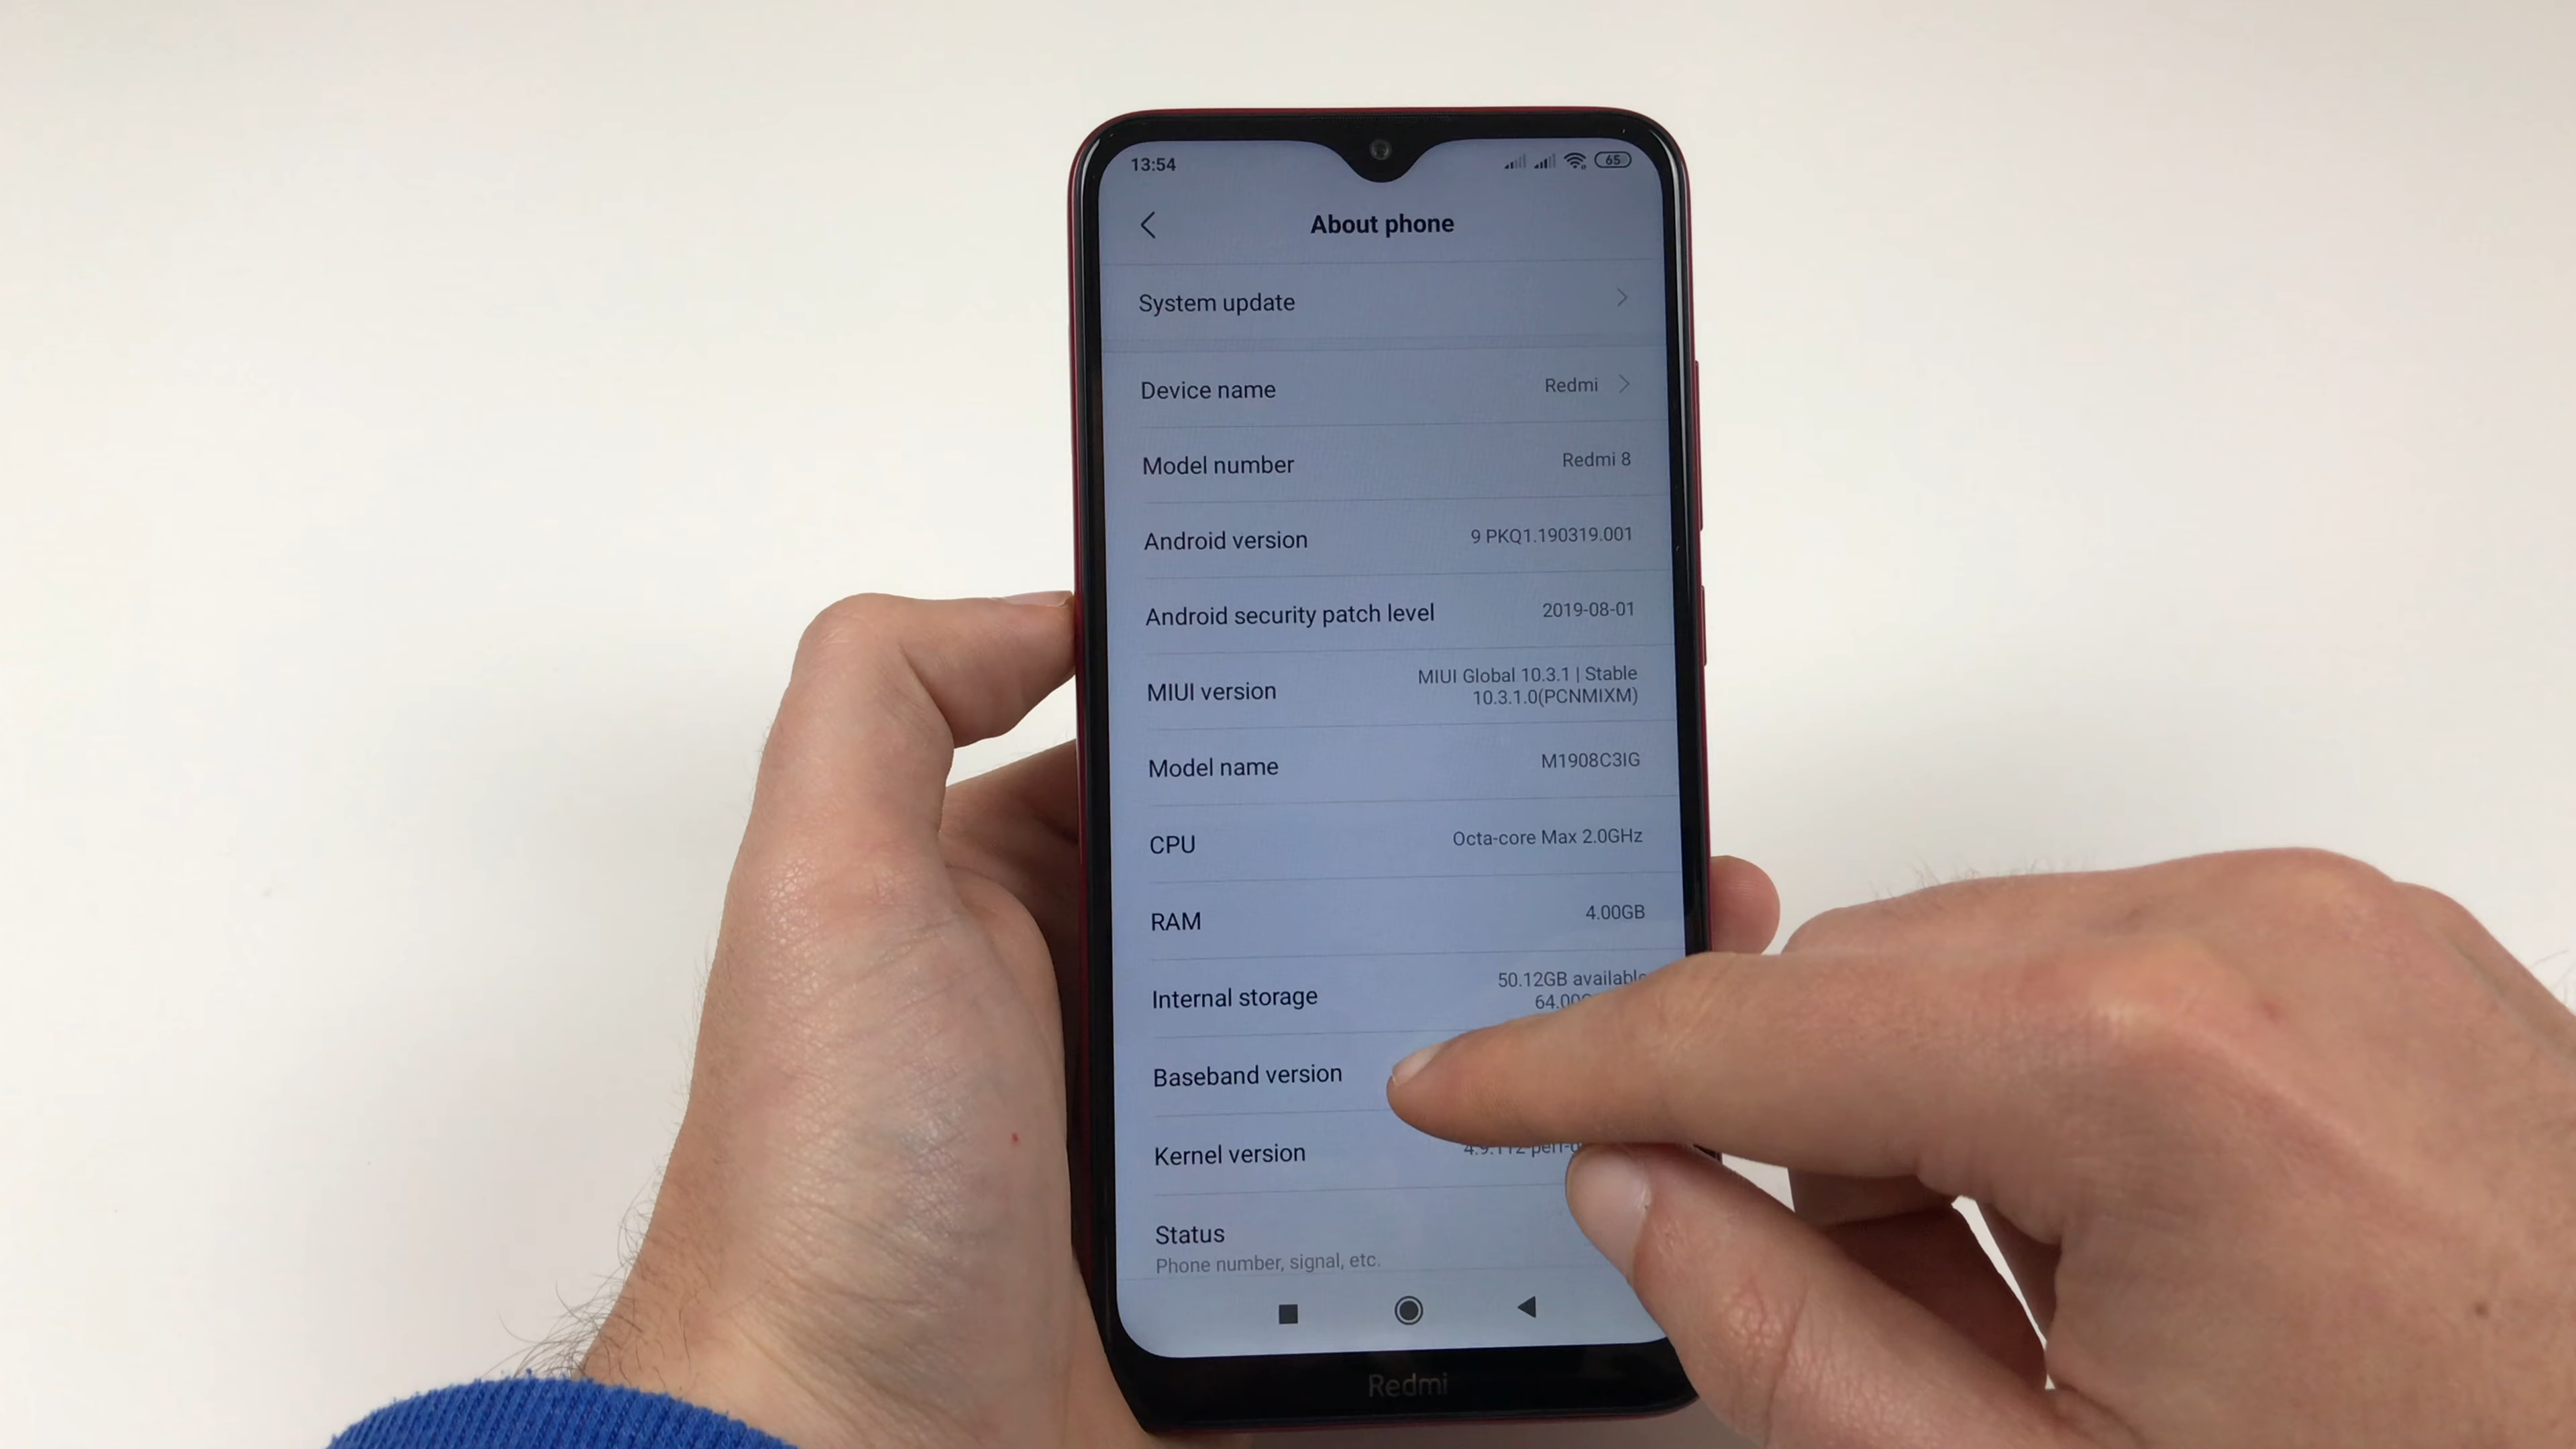 13:54
65
About phone
System update
Device name Redmi
Model number Redmi 8
Android version 9 PKQ1.190319.001
Android security patch level 2019-08-01
MIUI version MIUI Global 10.3.1 | Stable
10.3.1.0(PCNMIXM)
Model name M1908C3IG
CPU Octa-core Max 2.0GHz
RAM 4.00GB
Internal storage 50.12GB available
Baseband version
Kernel version
Status
Phone number, signal, etc.
Redmi